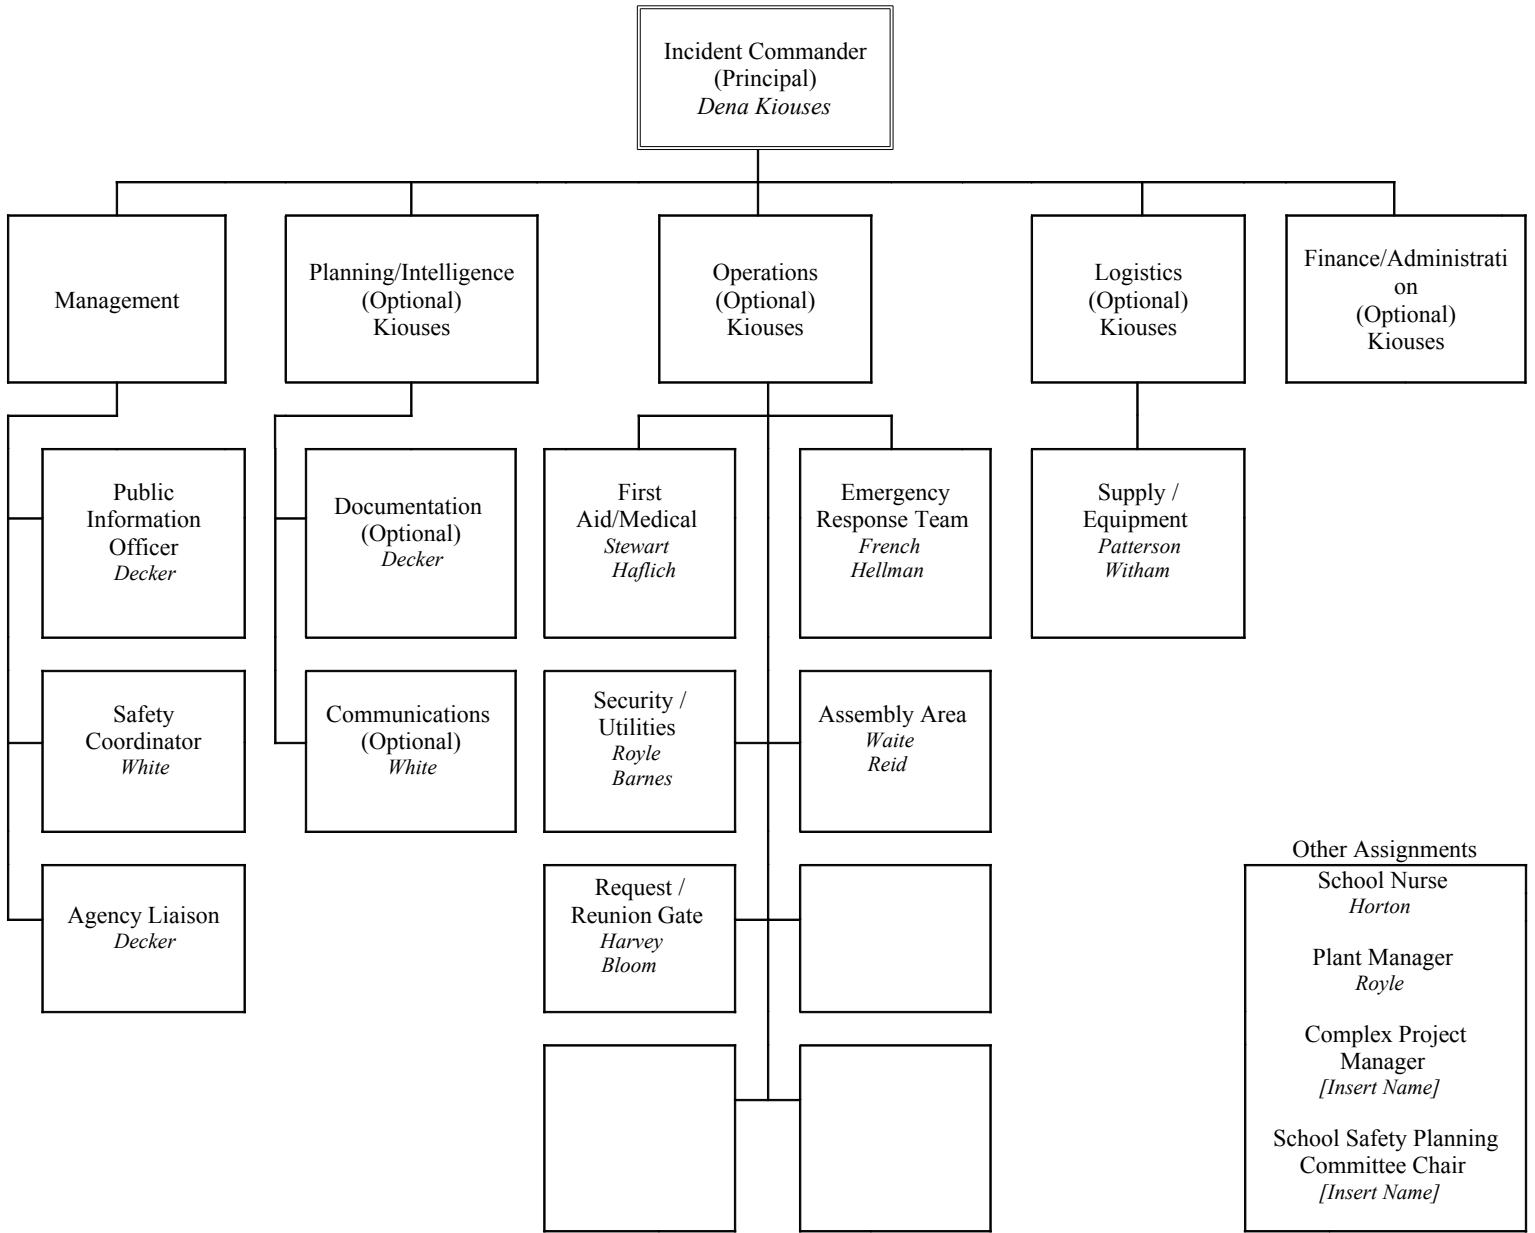 Incident Commander
(Principal)
Dena Kiouses
Management
Planning/Intelligence
(Optional)
Kiouses
Operations
(Optional)
Kiouses
Logistics
(Optional)
Kiouses
Finance/Administrati
on
(Optional)
Kiouses
Public
Information
Officer
Decker
Documentation
(Optional)
Decker
First
Aid/Medical
Stewart
Haflich
Emergency
Response Team
French
Hellman
Supply /
Equipment
Patterson
Witham
Safety
Coordinator
White
Communications
(Optional)
White
Security /
Utilities
Royle
Barnes
Assembly Area
Waite
Reid
Agency Liaison
Decker
Request /
Reunion Gate
Harvey
Bloom
Other Assignments
School Nurse
Horton
Plant Manager
Royle
Complex Project
Manager
[Insert Name]
School Safety Planning
Committee Chair
[Insert Name]